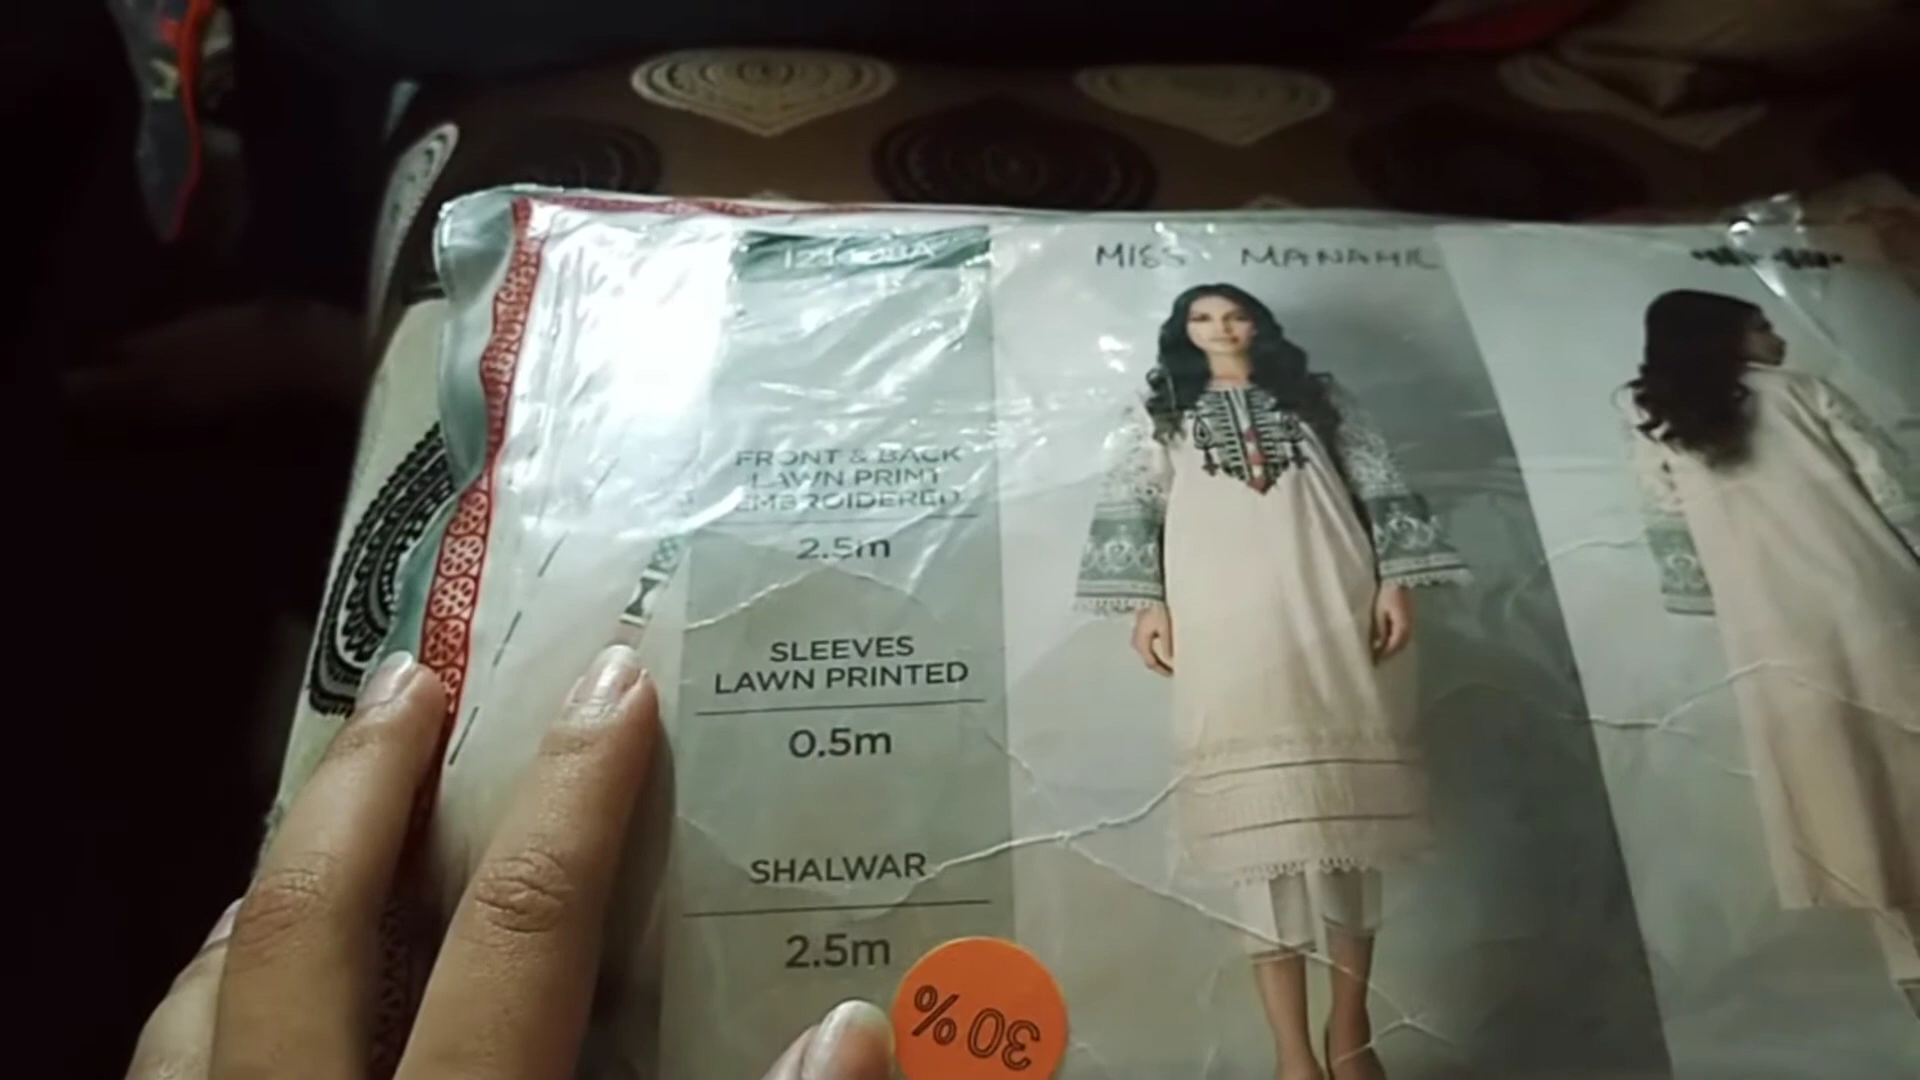 MISS MANAHIL
FRONT & BACK
LAWN PRINT
EMBROIDERED
2.5m
SLEEVES
LAWN PRINTED
0.5m
SHALWAR
2.5m
30%